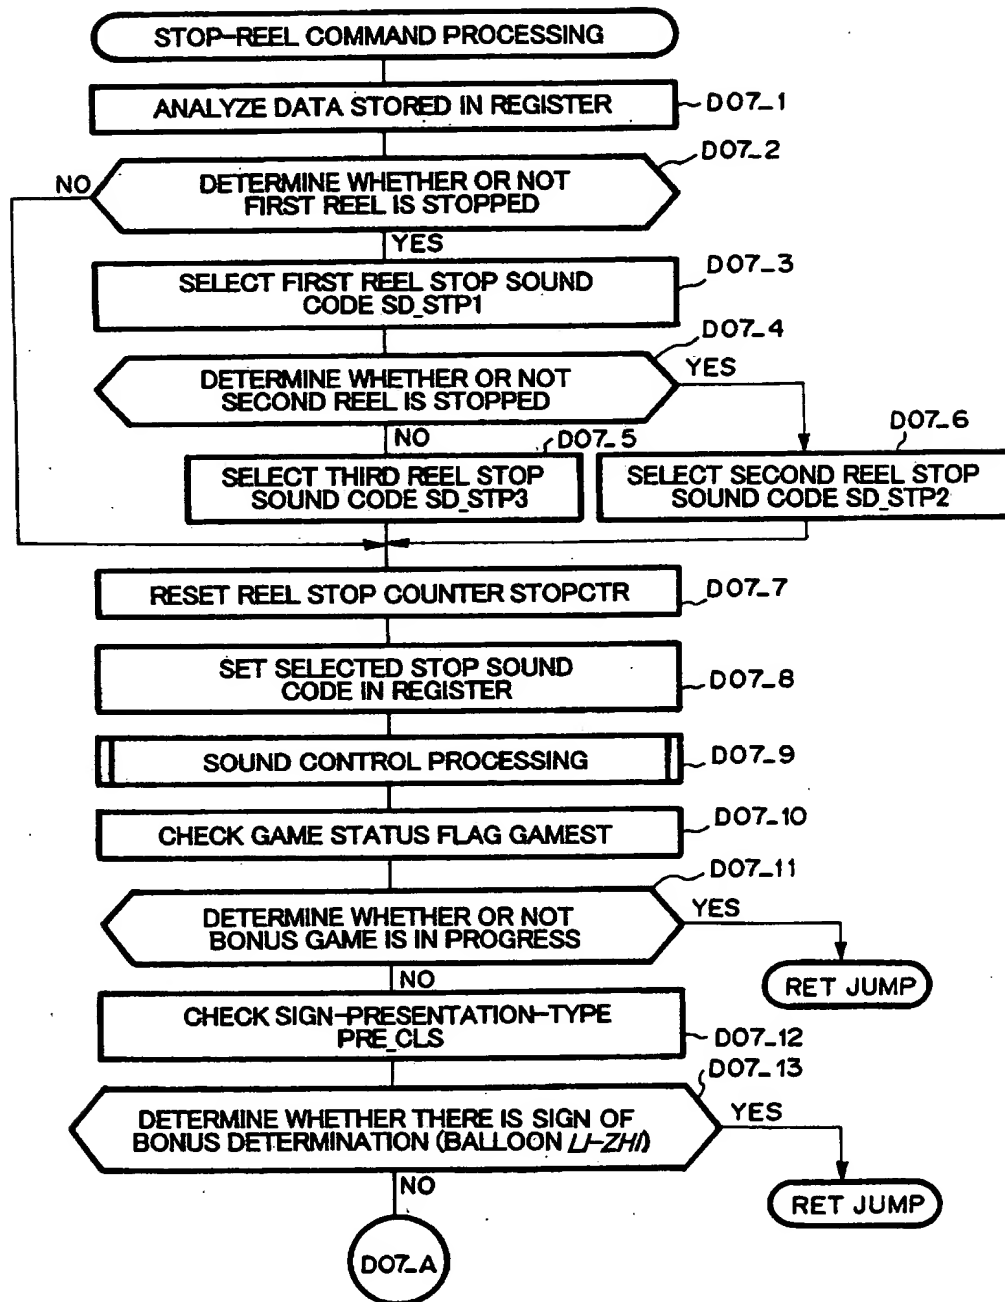 STOP-REEL COMMAND PROCESSING
ANALYZE DATA STORED IN REGISTER
D07_1
D07_2
NO
DETERMINE WHETHER OR NOT
FIRST REEL IS STOPPED
YES
D07_3
SELECT FIRST REEL STOP SOUND
CODE SD_STP1
D07_4
DETERMINE WHETHER OR NOT
SECOND REEL IS STOPPED
YES
NO
D07_5
D07_6
SELECT THIRD REEL STOP
SOUND CODE SD_STP3
SELECT SECOND REEL STOP
SOUND CODE SD_STP2
RESET REEL STOP COUNTER STOPCTR
D07_7
SET SELECTED STOP SOUND
CODE IN REGISTER
D07_8
SOUND CONTROL PROCESSING
D07_9
CHECK GAME STATUS FLAG GAMEST
D07_10
D07_11
DETERMINE WHETHER OR NOT
BONUS GAME IS IN PROGRESS
YES
NO
RET JUMP
CHECK SIGN-PRESENTATION-TYPE
PRE_CLS
D07_12
D07_13
DETERMINE WHETHER THERE IS SIGN OF
BONUS DETERMINATION (BALLOON LI-ZHI)
YES
NO
RET JUMP
D07_A